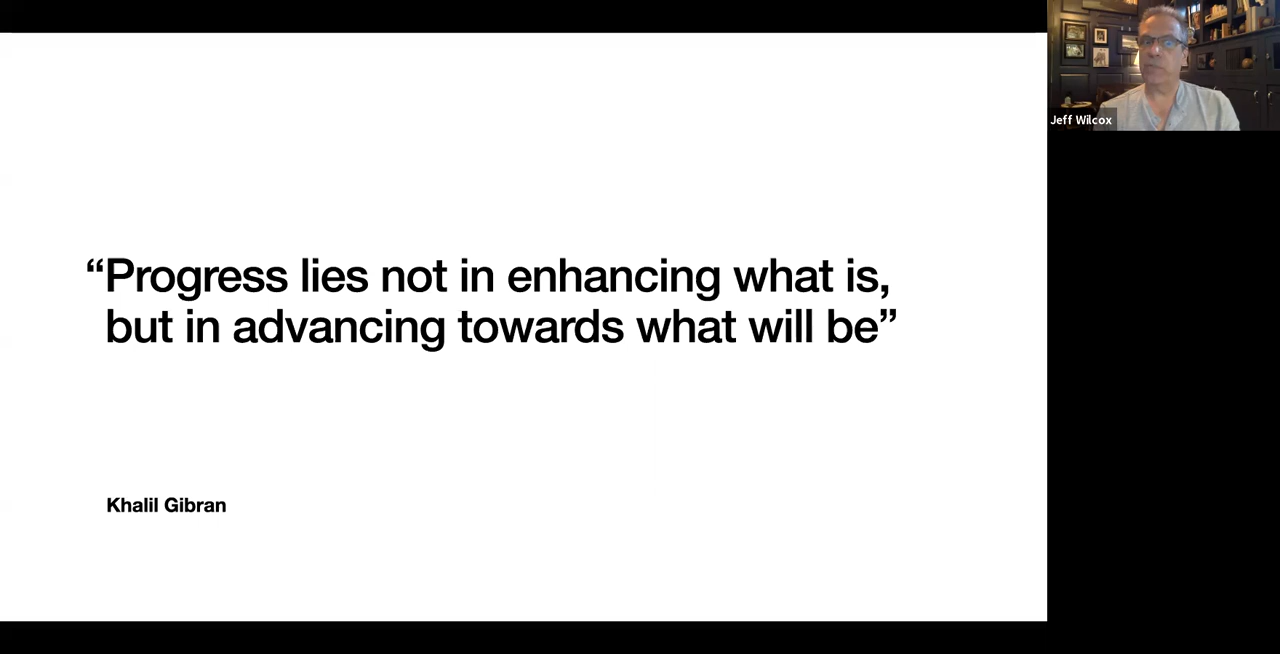 “Progress lies not in enhancing what is,
but in advancing towards what will be”
Khalil Gibran
Jeff Wilcox